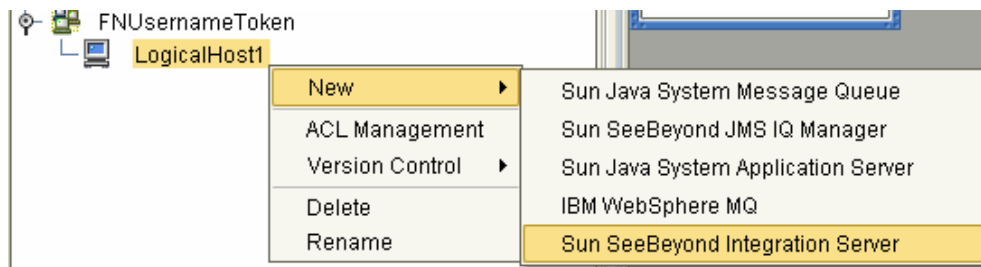 FNUsernameToken
LogicalHost1
New
ACL Management
Version Control
Delete
Rename
Sun Java System Message Queue
Sun SeeBeyond JMS IQ Manager
Sun Java System Application Server
IBM WebSphere MQ
Sun SeeBeyond Integration Server